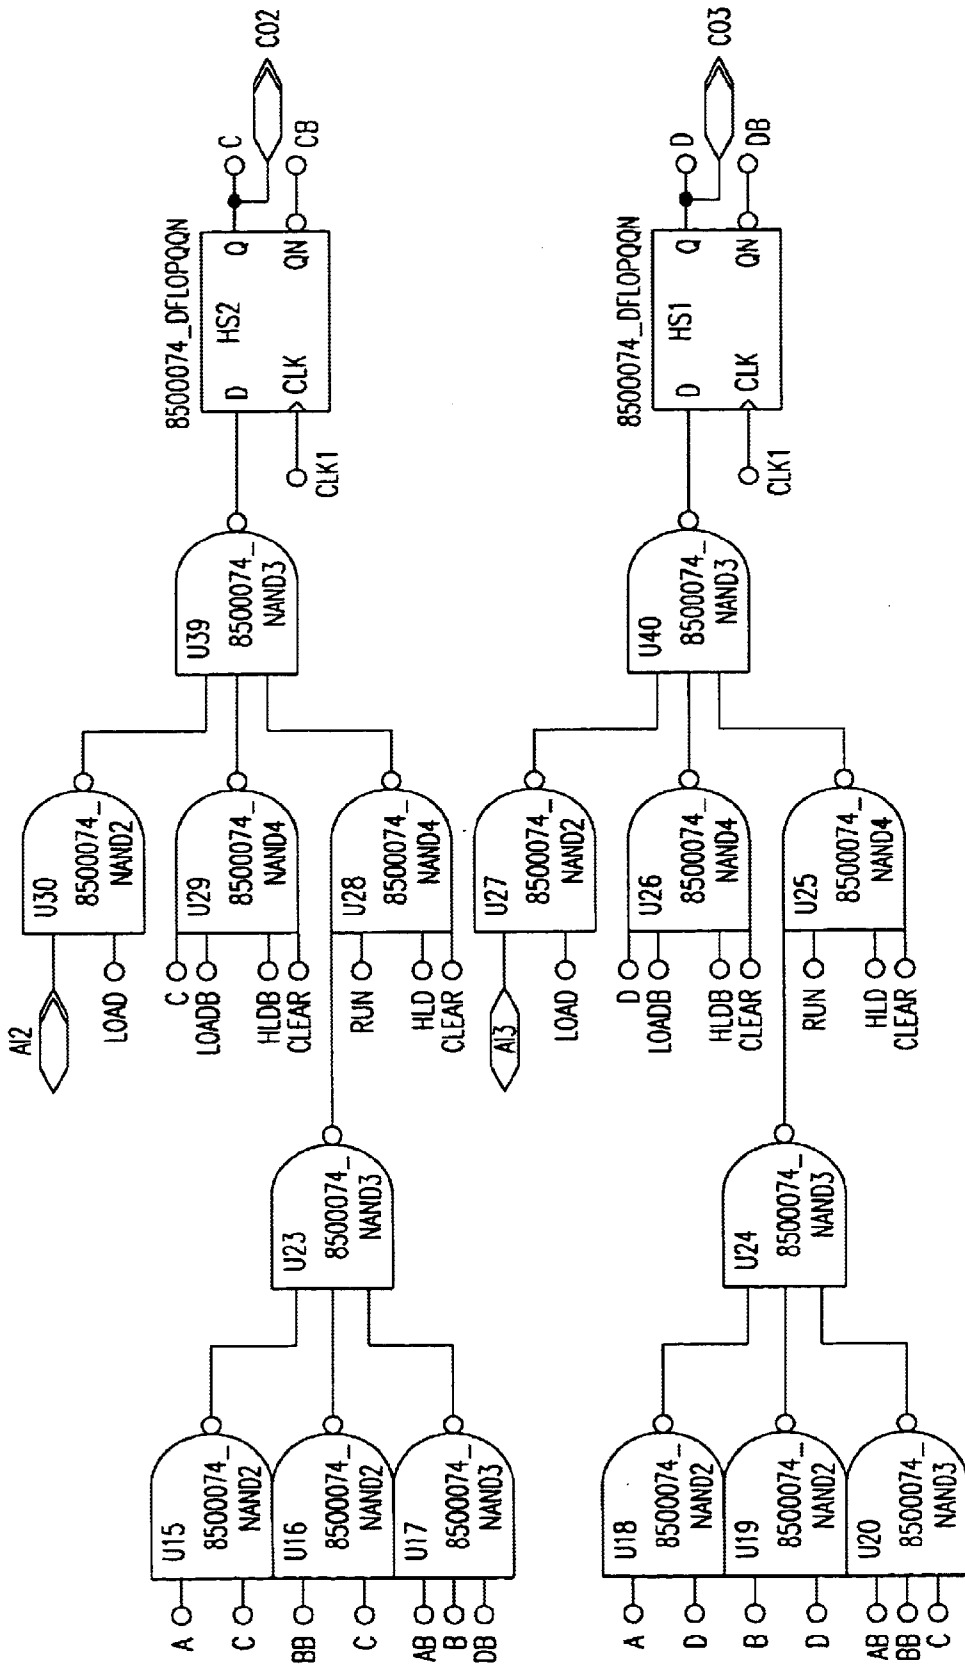 A
C
U15
8500074_
NAND2
BB
C
U16
8500074_
NAND2
AB
B
DB
U17
8500074_
NAND3
U23
8500074_
NAND3
AI2
LOAD
U30
8500074_
NAND2
C
LOADB
HLDB
CLEAR
U29
8500074_
NAND4
RUN
HLD
CLEAR
U28
8500074_
NAND4
U39
8500074_
NAND3
8500074_DFLOPQQN
D
HS2
Q
CLK
QN
CLK1
C
CB
CO2
A
D
U18
8500074_
NAND2
B
D
U19
8500074_
NAND2
AB
BB
C
U20
8500074_
NAND3
U24
8500074_
NAND3
AI3
LOAD
U27
8500074_
NAND2
D
LOADB
HLDB
CLEAR
U26
8500074_
NAND4
RUN
HLD
CLEAR
U25
8500074_
NAND4
U40
8500074_
NAND3
8500074_DFLOPQQN
D
HS1
Q
CLK
QN
CLK1
D
DB
CO3